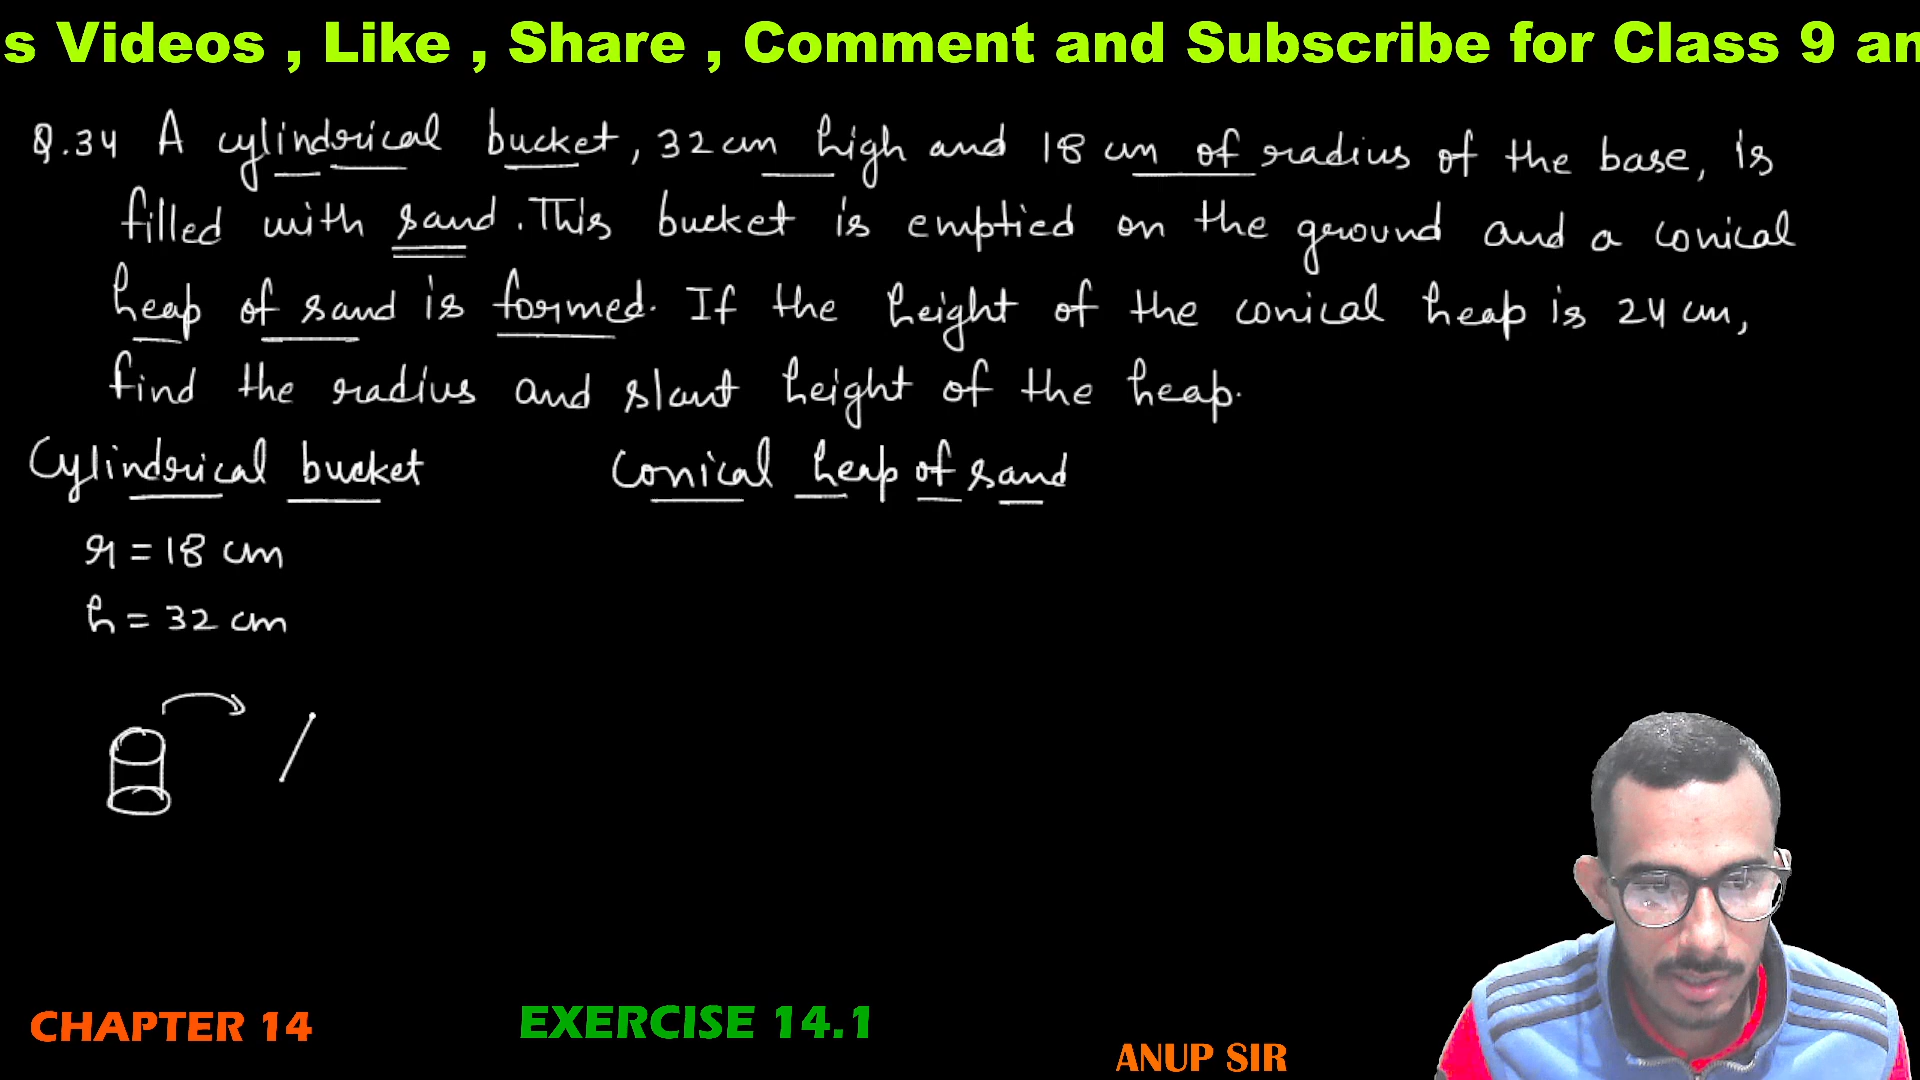 s Videos , Like , Share , Comment and Subscribe for Class 9 an
Q.34 A cylindrical bucket, 32 cm high and 18 cm of radius of the base, is
filled with sand. This bucket is emptied on the ground and a conical
heap of sand is formed. If the height of the conical heap is 24 cm,
find the radius and slant height of the heap.
Cylindrical bucket Conical heap of sand
r = 18 cm
h = 32 cm
CHAPTER 14 EXERCISE 14.1
ANUP SIR